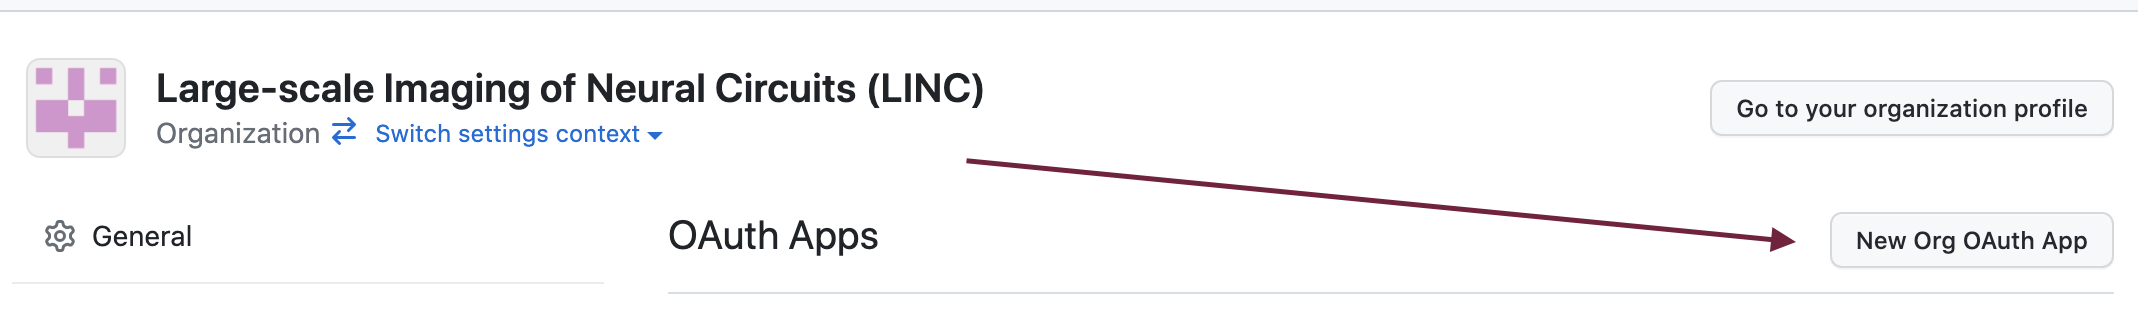 Large-scale Imaging of Neural Circuits (LINC)
Organization Switch settings context
Go to your organization profile
General
OAuth Apps
New Org OAuth App